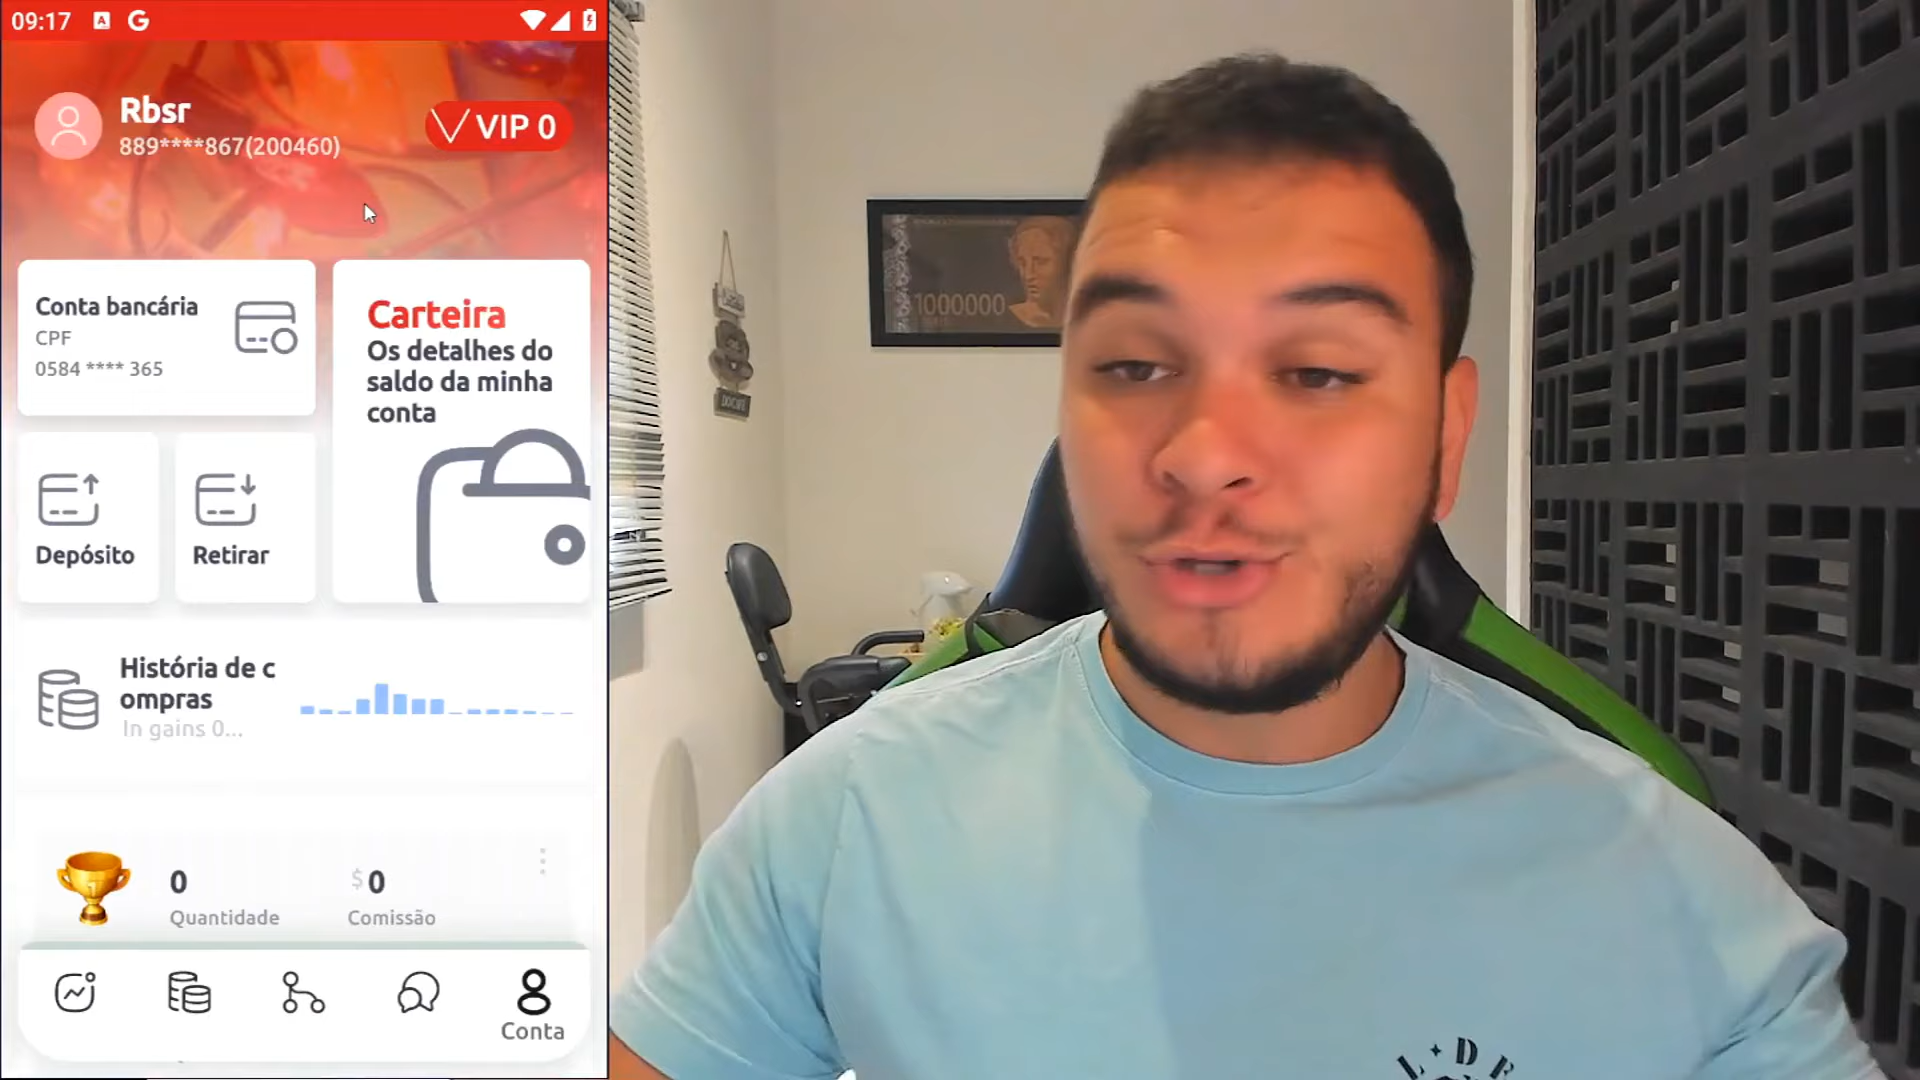 09:17 A G
Rbsr
889****867(200460)
VIP 0
Conta bancária
CPF
0584 **** 365
Carteira
Os detalhes do
saldo da minha
conta
Depósito
Retirar
História de c
ompras
In gains 0...
0
Quantidade
$0
Comissão
Conta
1000000
L · D E